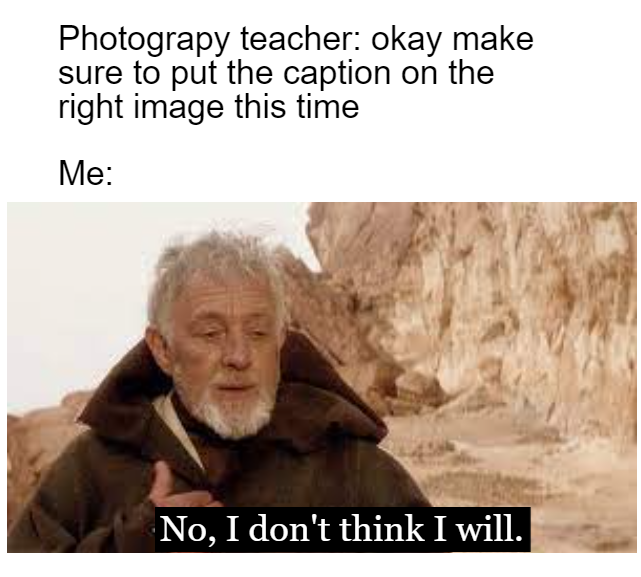 Photograpy teacher: okay make
sure to put the caption on the
right image this time
Me:
No, I don't think I will.